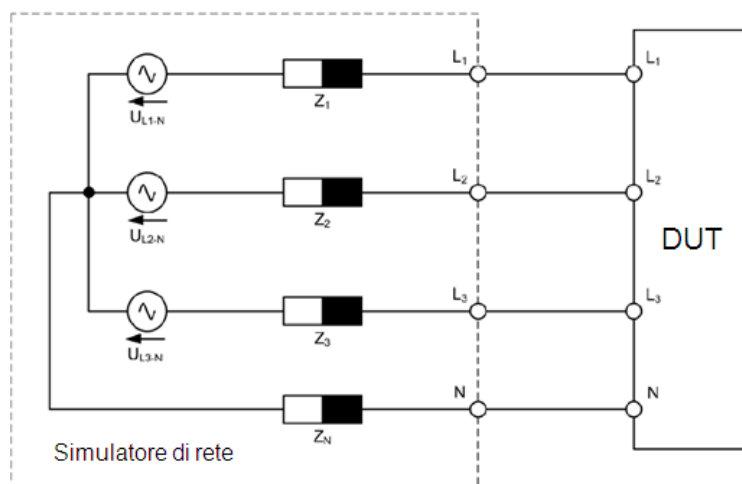 L1 L1
UL1-N
Z1
L2 L2
UL2-N
Z2
DUT
L3 L3
UL3-N
Z3
N N
ZN
Simulatore di rete